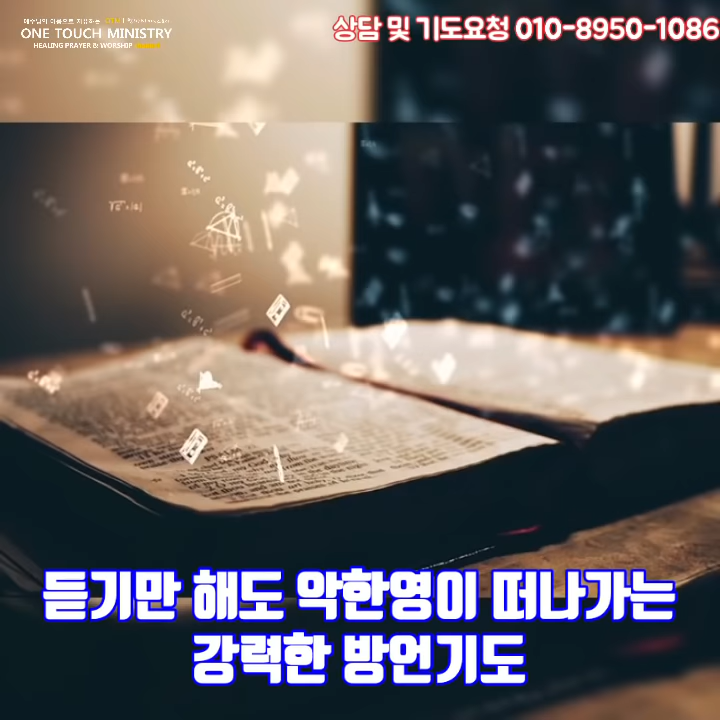 상담 및 기도요청 010-8950-1086
ONE TOUCH MINISTRY
HEALING PRAYER & WORSHIP
듣기만 해도 악한영이 떠나가는
강력한 방언기도